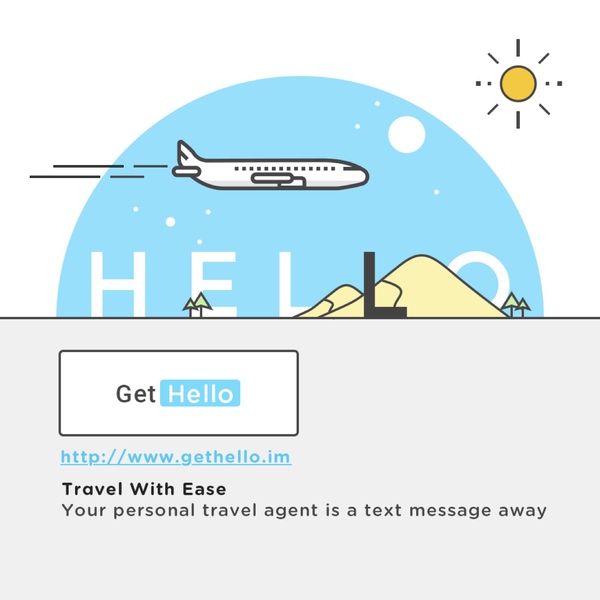 HELLO
Get Hello
http://www.gethello.im
Travel With Ease
Your personal travel agent is a text message away